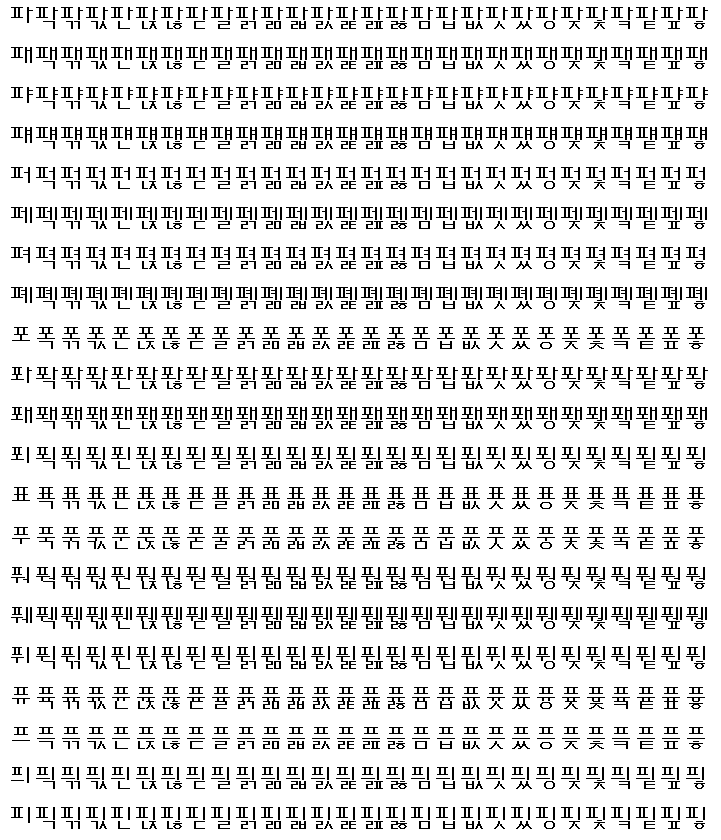 파팍팎팏판팑팒팓팔팕팖팗팘팙팚팛팜팝팞팟팠팡팢팣팤팥팦팧
패팩팪팫팬팭팮팯팰팱팲팳팴팵팶팷팸팹팺팻팼팽팾팿퍀퍁퍂퍃
퍄퍅퍆퍇퍈퍉퍊퍋퍌퍍퍎퍏퍐퍑퍒퍓퍔퍕퍖퍗퍘퍙퍚퍛퍜퍝퍞퍟
퍠퍡퍢퍣퍤퍥퍦퍧퍨퍩퍪퍫퍬퍭퍮퍯퍰퍱퍲퍳퍴퍵퍶퍷퍸퍹퍺퍻
퍼퍽퍾퍿펀펁펂펃펄펅펆펇펈펉펊펋펌펍펎펏펐펑펒펓펔펕펖펗
페펙펚펛펜펝펞펟펠펡펢펣펤펥펦펧펨펩펪펫펬펭펮펯펰펱펲펳
펴펵펶펷편펹펺펻펼펽펾펿폀폁폂폃폄폅폆폇폈평폊폋폌폍폎폏
폐폑폒폓폔폕폖폗폘폙폚폛폜폝폞폟폠폡폢폣폤폥폦폧폨폩폪폫
포폭폮폯폰폱폲폳폴폵폶폷폸폹폺폻폼폽폾폿퐀퐁퐂퐃퐄퐅퐆퐇
퐈퐉퐊퐋퐌퐍퐎퐏퐐퐑퐒퐓퐔퐕퐖퐗퐘퐙퐚퐛퐜퐝퐞퐟퐠퐡퐢퐣
퐤퐥퐦퐧퐨퐩퐪퐫퐬퐭퐮퐯퐰퐱퐲퐳퐴퐵퐶퐷퐸퐹퐺퐻퐼퐽퐾퐿
푀푁푂푃푄푅푆푇푈푉푊푋푌푍푎푏푐푑푒푓푔푕푖푗푘푙푚푛
표푝푞푟푠푡푢푣푤푥푦푧푨푩푪푫푬푭푮푯푰푱푲푳푴푵푶푷
푸푹푺푻푼푽푾푿풀풁풂풃풄풅풆풇품풉풊풋풌풍풎풏풐풑풒풓
풔풕풖풗풘풙풚풛풜풝풞풟풠풡풢풣풤풥풦풧풨풩풪풫풬풭풮풯
풰풱풲풳풴풵풶풷풸풹풺풻풼풽풾풿퓀퓁퓂퓃퓄퓅퓆퓇퓈퓉퓊퓋
퓌퓍퓎퓏퓐퓑퓒퓓퓔퓕퓖퓗퓘퓙퓚퓛퓜퓝퓞퓟퓠퓡퓢퓣퓤퓥퓦퓧
퓨퓩퓪퓫퓬퓭퓮퓯퓰퓱퓲퓳퓴퓵퓶퓷퓸퓹퓺퓻퓼퓽퓾퓿픀픁픂픃
프픅픆픇픈픉픊픋플픍픎픏픐픑픒픓픔픕픖픗픘픙픚픛픜픝픞픟
픠픡픢픣픤픥픦픧픨픩픪픫픬픭픮픯픰픱픲픳픴픵픶픷픸픹픺픻
피픽픾픿핀핁핂핃필핅핆핇핈핉핊핋핌핍핎핏핐핑핒핓핔핕핖핗